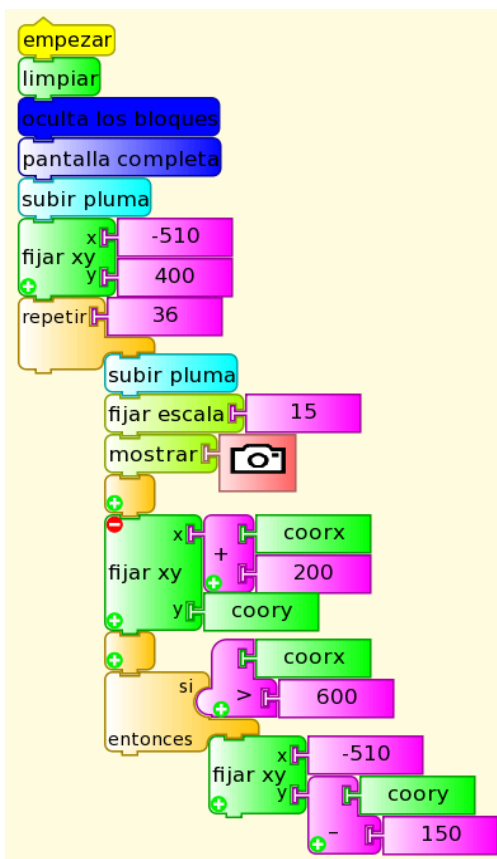 empezar
limpiar
oculta los bloques
pantalla completa
subir pluma
fijar xy x -510
y 400
repetir 36
subir pluma
fijar escala 15
mostrar
fijar xy x + coorx
200
y coory
si coorx
> 600
entonces
fijar xy x -510
y - coory
150